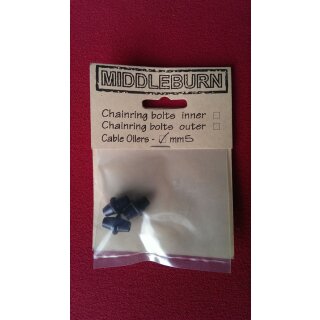 MIDDLEBURN
Chainring bolts inner ☐
Chainring bolts outer ☐
Cable Oilers - ✓mm5